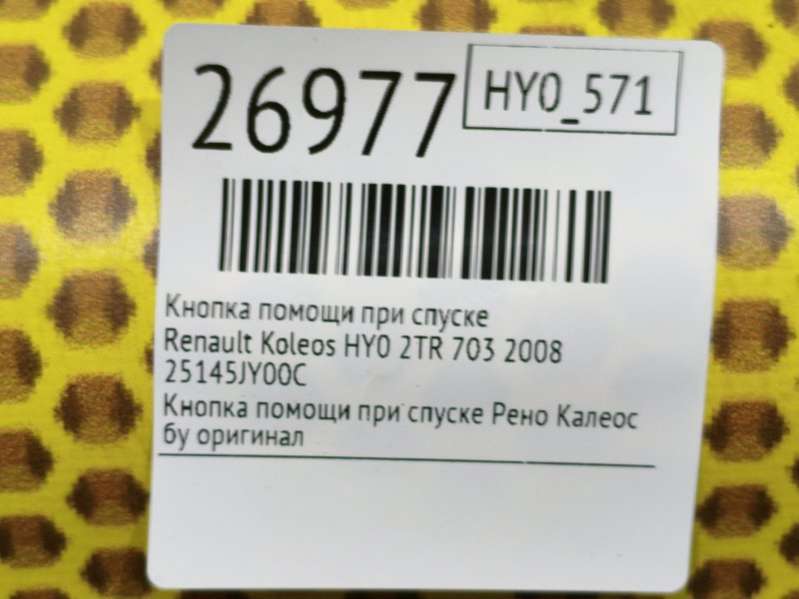 26977
HY0_571
Кнопка помощи при спуске
Renault Koleos HY0 2TR 703 2008
25145JY00C
Кнопка помощи при спуске Рено Калеос
бу оригинал